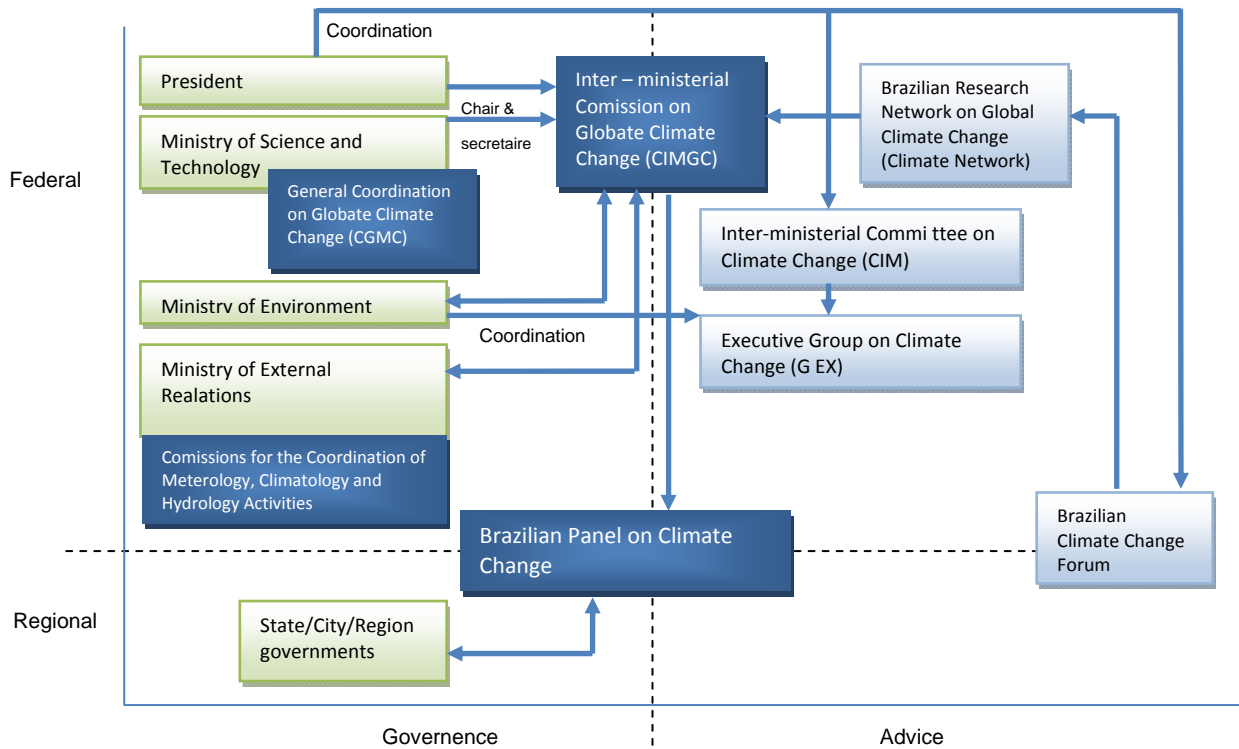 Coordination
President
Chair &
secretaire
Ministry of Science and
Technology
General Coordination
on Globate Climate
Change (CGMC)
Inter – ministerial
Comission on
Globate Climate
Change (CIMGC)
Brazilian Research
Network on Global
Climate Change
(Climate Network)
Federal
Inter-ministerial Commi ttee on
Climate Change (CIM)
Ministry of Environment
Coordination
Executive Group on Climate
Change (G EX)
Ministry of External
Realations
Comissions for the Coordination of
Meterology, Climatology and
Hydrology Activities
Brazilian Panel on Climate
Change
Brazilian
Climate Change
Forum
Regional
State/City/Region
governments
Governence
Advice